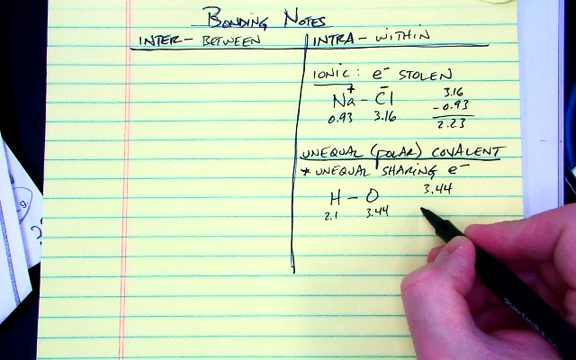 BONDING NOTES
INTER - BETWEEN
INTRA - WITHIN
IONIC: e⁻ STOLEN
Na⁺ - Cl⁻
0.93 3.16
3.16
-0.93
2.23
UNEQUAL (POLAR) COVALENT
* UNEQUAL SHARING e⁻
H - O
2.1 3.44
3.44